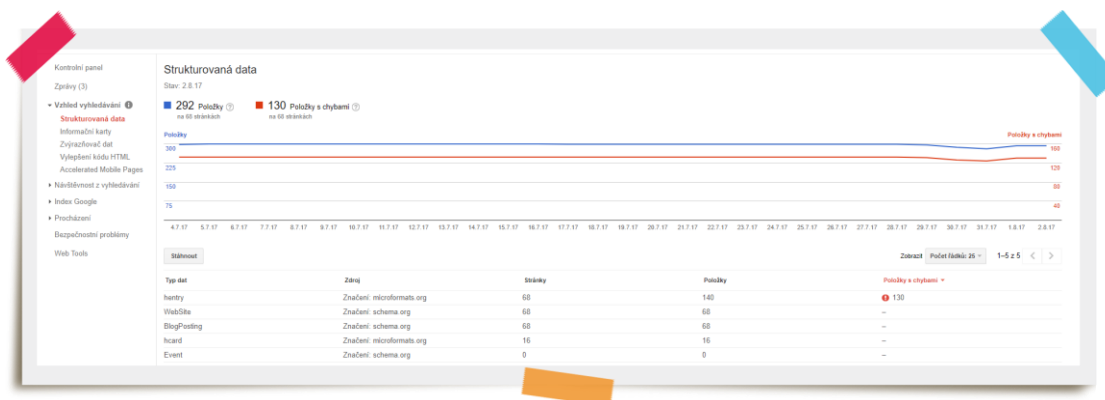 Kontrolní panel
Zprávy (3)
Vzhled vyhledávání
Strukturovaná data
Informační karty
Zvýrazňovač dat
Vylepšení kódu HTML
Accelerated Mobile Pages
Návštěvnost z vyhledávání
Index Google
Procházení
Bezpečnostní problémy
Web Tools
Strukturovaná data
Stav: 2.8.17
292 Položky 130 Položky s chybami
na 68 stránkách na 68 stránkách
Položky Položky s chybami
300 160
225 120
150 80
75 40
4.7.17 5.7.17 6.7.17 7.7.17 8.7.17 9.7.17 10.7.17 11.7.17 12.7.17 13.7.17 14.7.17 15.7.17 16.7.17 17.7.17 18.7.17 19.7.17 20.7.17 21.7.17 22.7.17 23.7.17 24.7.17 25.7.17 26.7.17 27.7.17 28.7.17 29.7.17 30.7.17 31.7.17 1.8.17 2.8.17
Stáhnout Zobrazit Počet řádků: 25 1–5 z 5
Typ dat Zdroj Stránky Položky Položky s chybami
hentry Značení: microformats.org 68 140 130
WebSite Značení: schema.org 68 68 –
BlogPosting Značení: schema.org 68 68 –
hcard Značení: microformats.org 16 16 –
Event Značení: schema.org 0 0 –